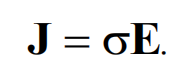 J = σE.